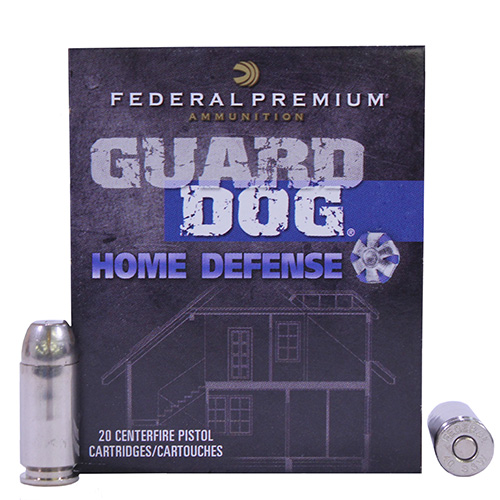 FEDERAL PREMIUM®
AMMUNITION
GUARD
DOG®
HOME DEFENSE
20 CENTERFIRE PISTOL
CARTRIDGES/CARTOUCHES